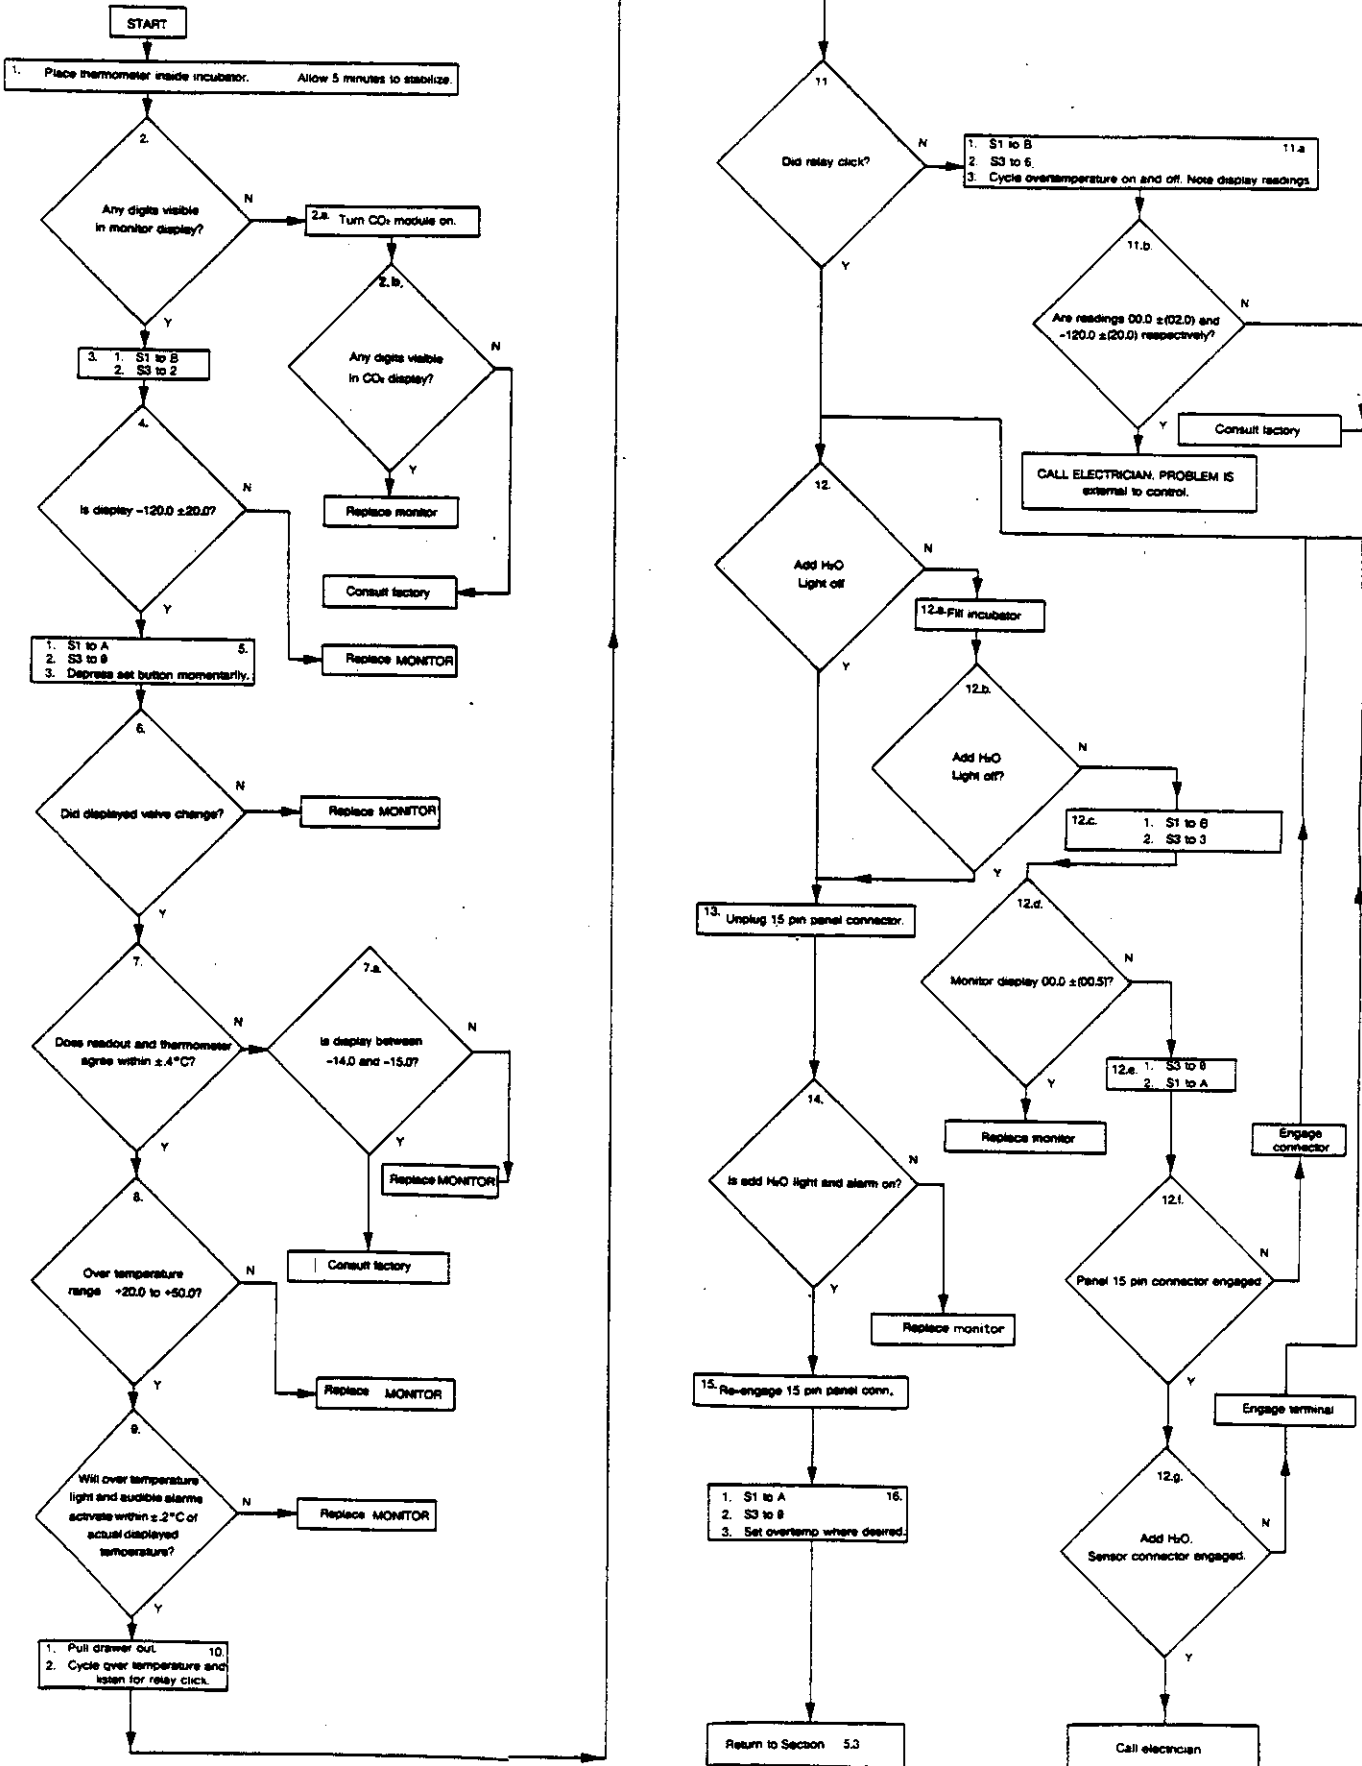 START
1. Place thermometer inside incubator. Allow 5 minutes to stabilize.
2.
Any digits visible
in monitor display?
N
Y
2.a. Turn CO₂ module on.
2.b.
Any digits visible
in CO₂ display?
N
Y
Replace monitor
Consult factory
3. 1. S1 to B
2. S3 to 2
4.
Is display -120.0 ±20.0?
N
Y
Replace MONITOR
1. S1 to A 5.
2. S3 to 9
3. Depress set button momentarily.
6.
Did displayed valve change?
N
Y
Replace MONITOR
7.
Does readout and thermometer
agree within ±.4°C?
N
Y
7.a.
Is display between
-14.0 and -15.0?
N
Y
Replace MONITOR
Consult factory
8.
Over temperature
range +20.0 to +50.0?
N
Y
Replace MONITOR
9.
Will over temperature
light and audible alarms
activate within ±.2°C of
actual displayed
temperature?
N
Y
Replace MONITOR
1. Pull drawer out. 10.
2. Cycle over temperature and
listen for relay click.
11
Did relay click?
N
Y
1. S1 to B 11.a
2. S3 to 6.
3. Cycle overtemperature on and off. Note display readings
11.b.
Are readings 00.0 ±(02.0) and
-120.0 ±(20.0) respectively?
N
Y
Consult factory
CALL ELECTRICIAN. PROBLEM IS
external to control.
12.
Add H₂O
Light off
N
Y
12.a. Fill incubator
12.b.
Add H₂O
Light off?
N
Y
12.c. 1. S1 to B
2. S3 to 3
12.d.
Monitor display 00.0 ±(00.5)?
N
Y
Replace monitor
12.e. 1. S3 to 9
2. S1 to A
12.f.
Panel 15 pin connector engaged
N
Y
Engage
connector
12.g.
Add H₂O.
Sensor connector engaged.
N
Y
Engage terminal
Call electrician
13. Unplug 15 pin panel connector.
14.
Is add H₂O light and alarm on?
N
Y
Replace monitor
15. Re-engage 15 pin panel conn.
1. S1 to A 16.
2. S3 to 9
3. Set overtemp where desired.
Return to Section 5.3